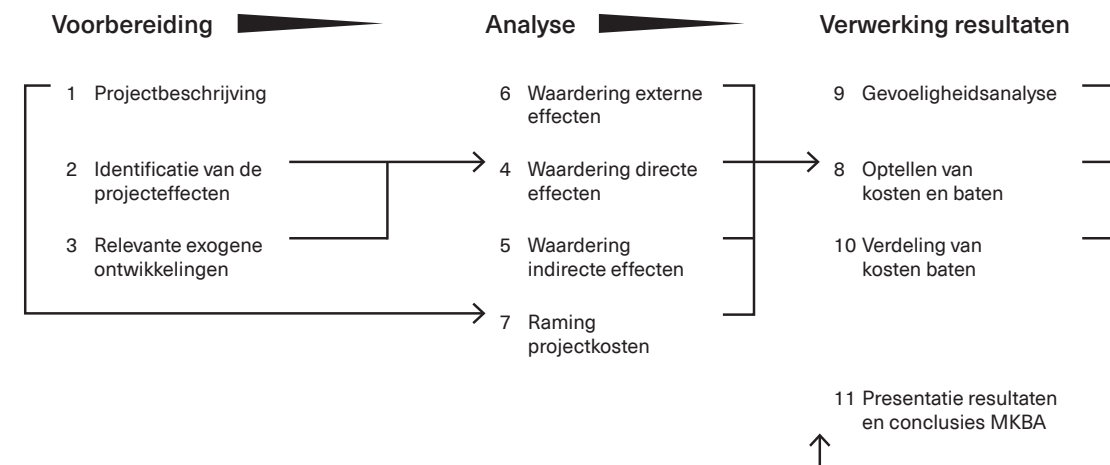 Voorbereiding
1 Projectbeschrijving
2 Identificatie van de
projecteffecten
3 Relevante exogene
ontwikkelingen
Analyse
6 Waardering externe
effecten
4 Waardering directe
effecten
5 Waardering
indirecte effecten
7 Raming
projectkosten
Verwerking resultaten
9 Gevoeligheidsanalyse
8 Optellen van
kosten en baten
10 Verdeling van
kosten baten
11 Presentatie resultaten
en conclusies MKBA